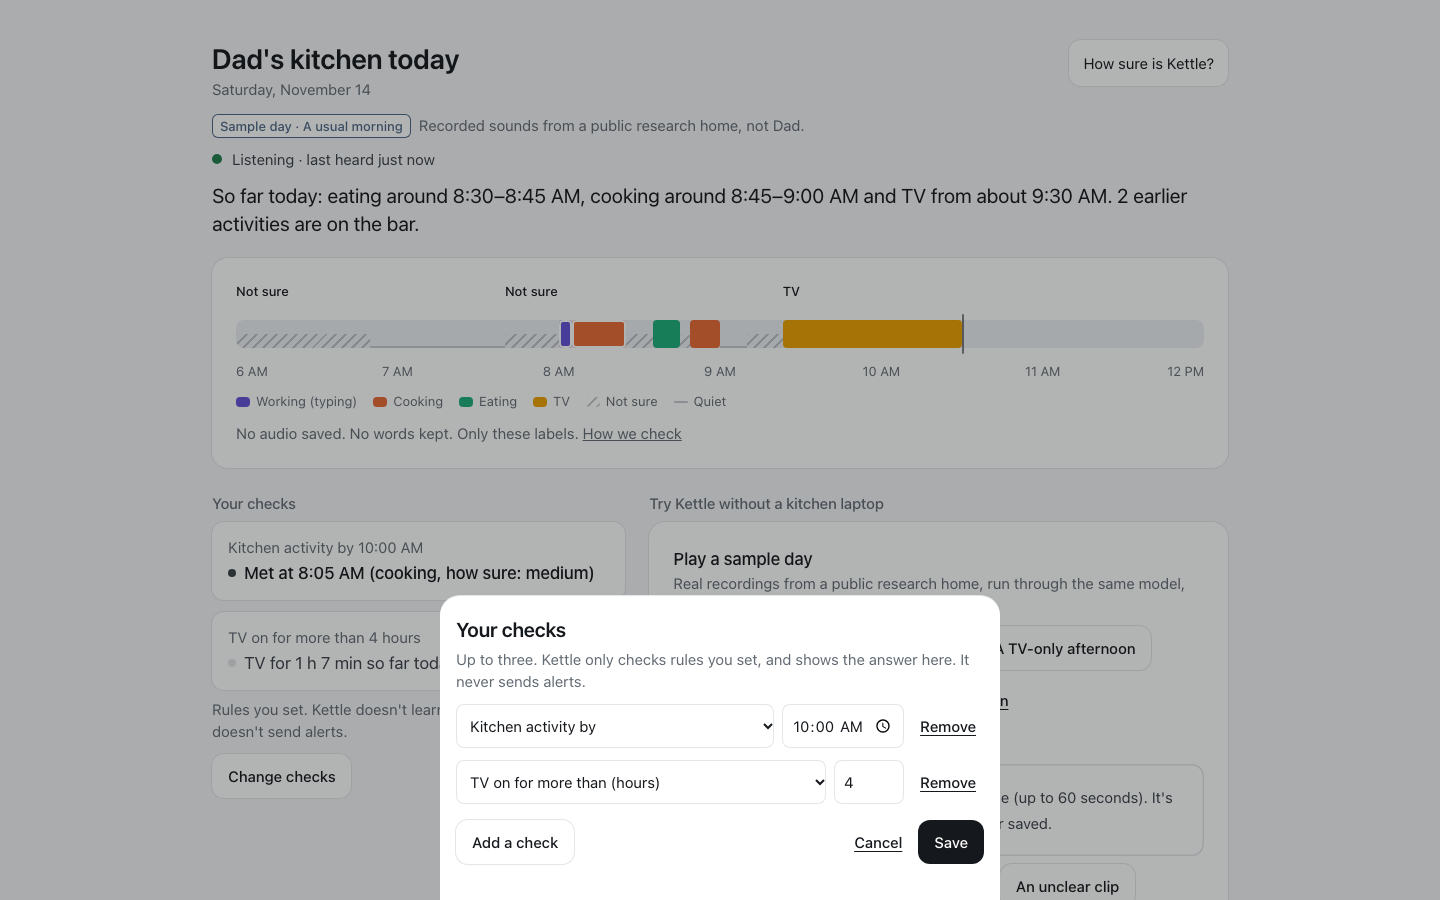 Dad's kitchen today
How sure is Kettle?
Saturday, November 14
Sample day · A usual morning
Recorded sounds from a public research home, not Dad.
Listening · last heard just now
So far today: eating around 8:30–8:45 AM, cooking around 8:45–9:00 AM and TV from about 9:30 AM. 2 earlier
activities are on the bar.
Not sure
Not sure
TV
6 AM
7 AM
8 AM
9 AM
10 AM
11 AM
12 PM
Working (typing)
Cooking
Eating
TV
Not sure
Quiet
No audio saved. No words kept. Only these labels. How we check
Your checks
Kitchen activity by 10:00 AM
Met at 8:05 AM (cooking, how sure: medium)
TV on for more than 4 hours
TV for 1 h 7 min so far
Rules you set. Kettle doesn't
doesn't send alerts.
Change checks
Try Kettle without a kitchen laptop
Play a sample day
Real recordings from a public research home, run through the same model,
A TV-only afternoon
(up to 60 seconds). It's
saved.
An unclear clip
Your checks
Up to three. Kettle only checks rules you set, and shows the answer here. It
never sends alerts.
Kitchen activity by
10:00 AM
Remove
TV on for more than (hours)
4
Remove
Add a check
Cancel
Save